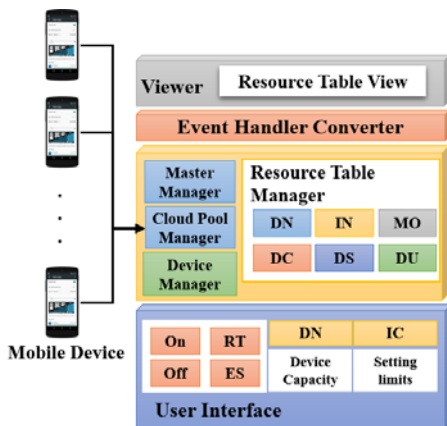 Viewer
Resource Table View
Event Handler Converter
Master
Manager
Cloud Pool
Manager
Device
Manager
Resource Table
Manager
DN IN MO
DC DS DU
Mobile Device
On RT
Off ES
DN IC
Device
Capacity
Setting
limits
User Interface